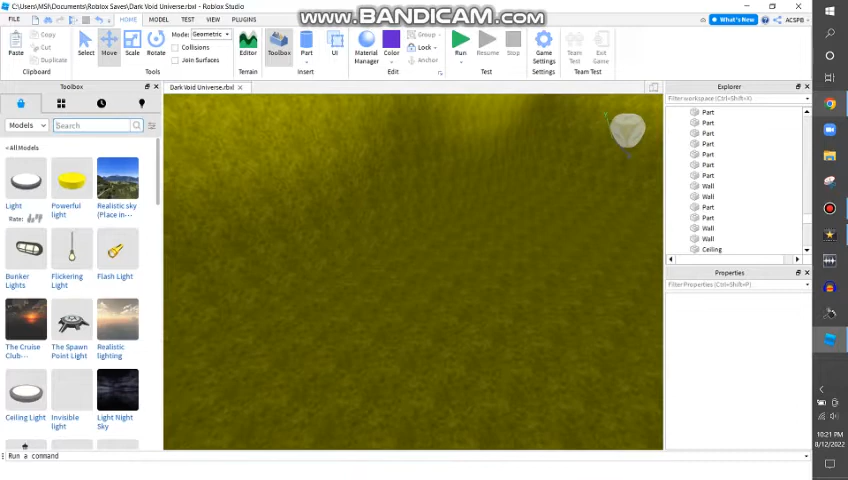 C:\Users\MSI\Documents\Roblox Saves\Dark Void Universe.rbxl - Roblox Studio
WWW.BANDICAM.COM
FILE HOME MODEL TEST VIEW PLUGINS
What's New ACSPB
Paste Copy Cut Duplicate
Clipboard
Select Move Scale Rotate
Mode: Geometric
Collisions
Join Surfaces
Tools
Editor
Terrain
Toolbox Part UI
Insert
Material Manager Color
Group
Lock
Anchor
Edit
Run Resume Stop
Test
Game Settings
Settings
Team Test Exit Game
Team Test
Toolbox
Dark Void Universe.rbxl
Models Search
< All Models
Light
Rate:
Powerful light
Realistic sky (Place in-...
Bunker Lights
Flickering Light
Flash Light
The Cruise Club-...
The Spawn Point Light
Realistic lighting
Ceiling Light
Invisible light
Light Night Sky
Run a command
Explorer
Filter workspace (Ctrl+Shift+X)
Part
Part
Part
Part
Part
Part
Part
Wall
Wall
Part
Part
Wall
Wall
Ceiling
Properties
Filter Properties (Ctrl+Shift+P)
10:21 PM
8/12/2022